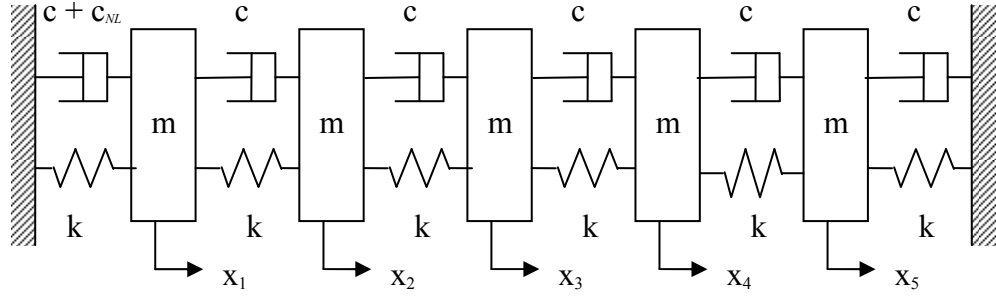 c + c_NL c c c c c
m m m m m
k k k k k k
x₁ x₂ x₃ x₄ x₅